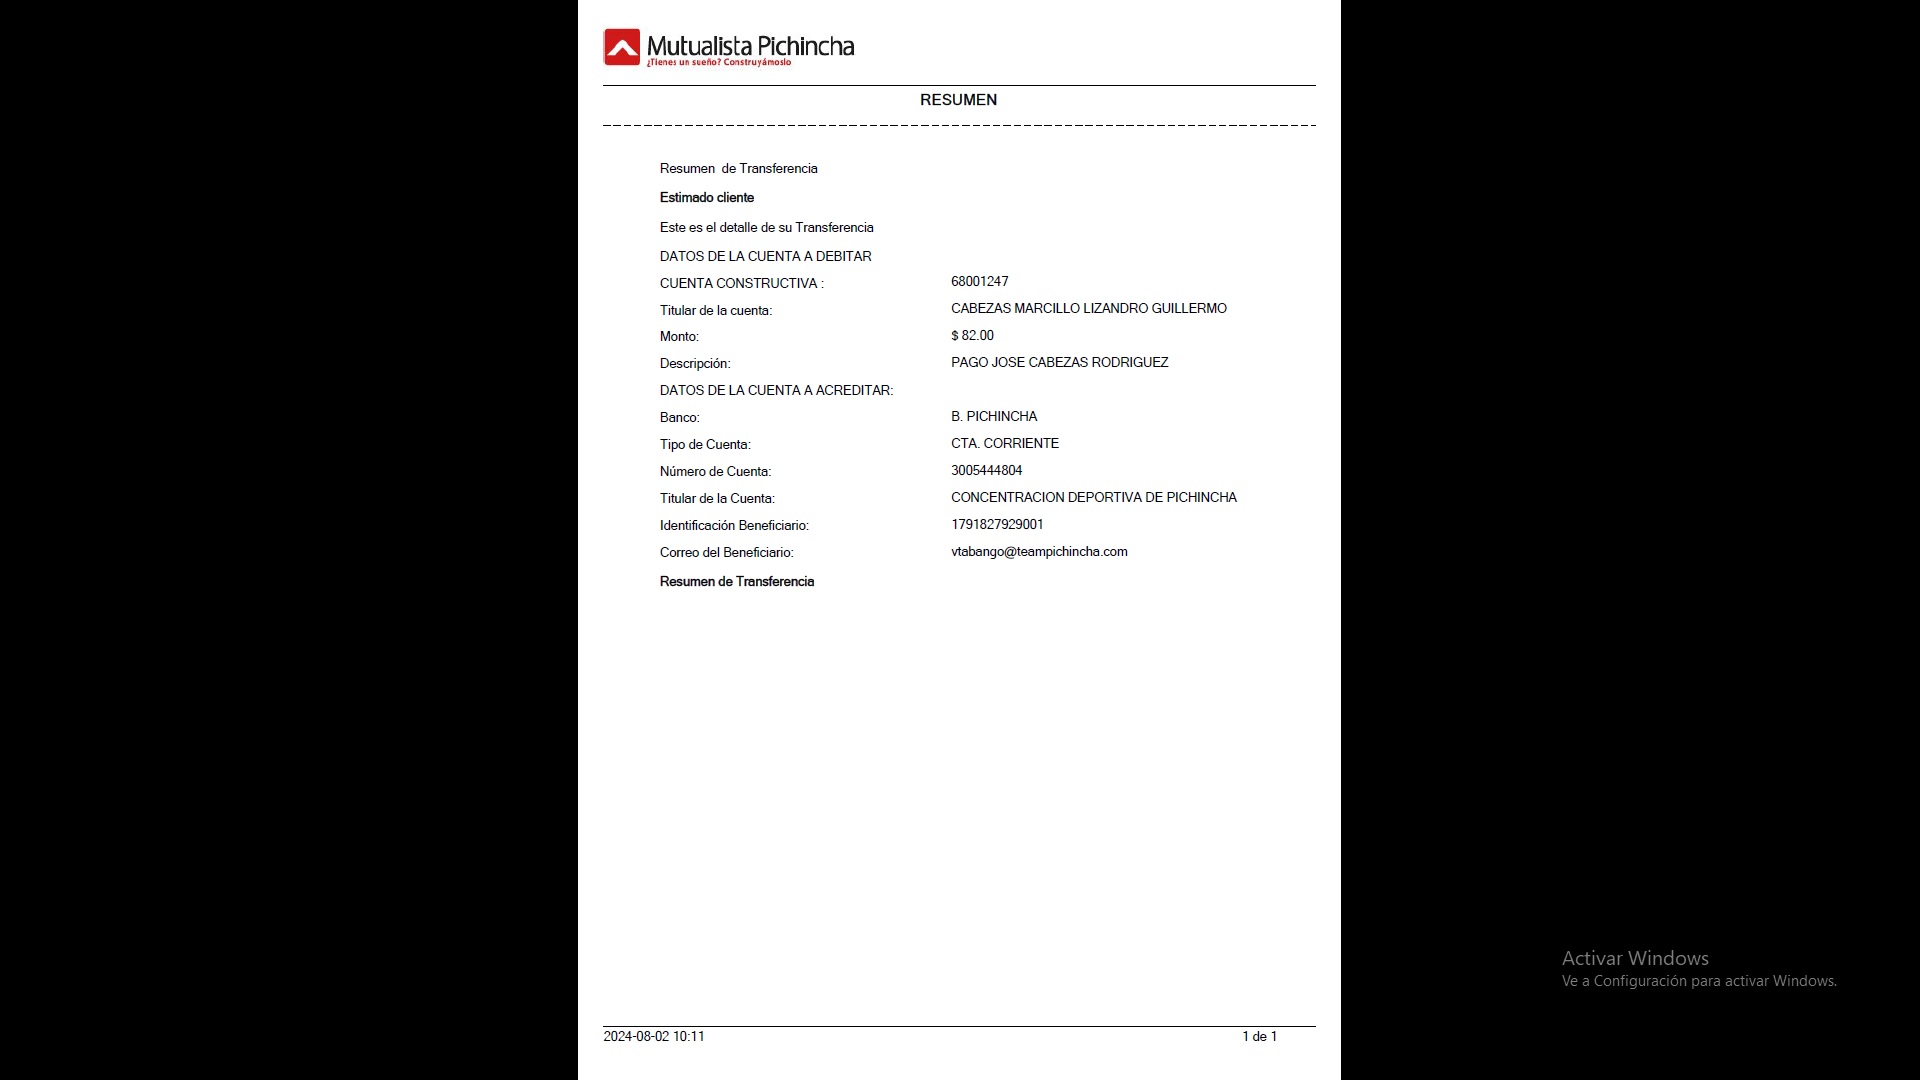 Mutualista Pichincha
¿Tienes un sueño? Construyámoslo
RESUMEN
Resumen de Transferencia
Estimado cliente
Este es el detalle de su Transferencia
DATOS DE LA CUENTA A DEBITAR
CUENTA CONSTRUCTIVA : 68001247
Titular de la cuenta: CABEZAS MARCILLO LIZANDRO GUILLERMO
Monto: $ 82.00
Descripción: PAGO JOSE CABEZAS RODRIGUEZ
DATOS DE LA CUENTA A ACREDITAR:
Banco: B. PICHINCHA
Tipo de Cuenta: CTA. CORRIENTE
Número de Cuenta: 3005444804
Titular de la Cuenta: CONCENTRACION DEPORTIVA DE PICHINCHA
Identificación Beneficiario: 1791827929001
Correo del Beneficiario: vtabango@teampichincha.com
Resumen de Transferencia
Activar Windows
Ve a Configuración para activar Windows.
2024-08-02 10:11 1 de 1